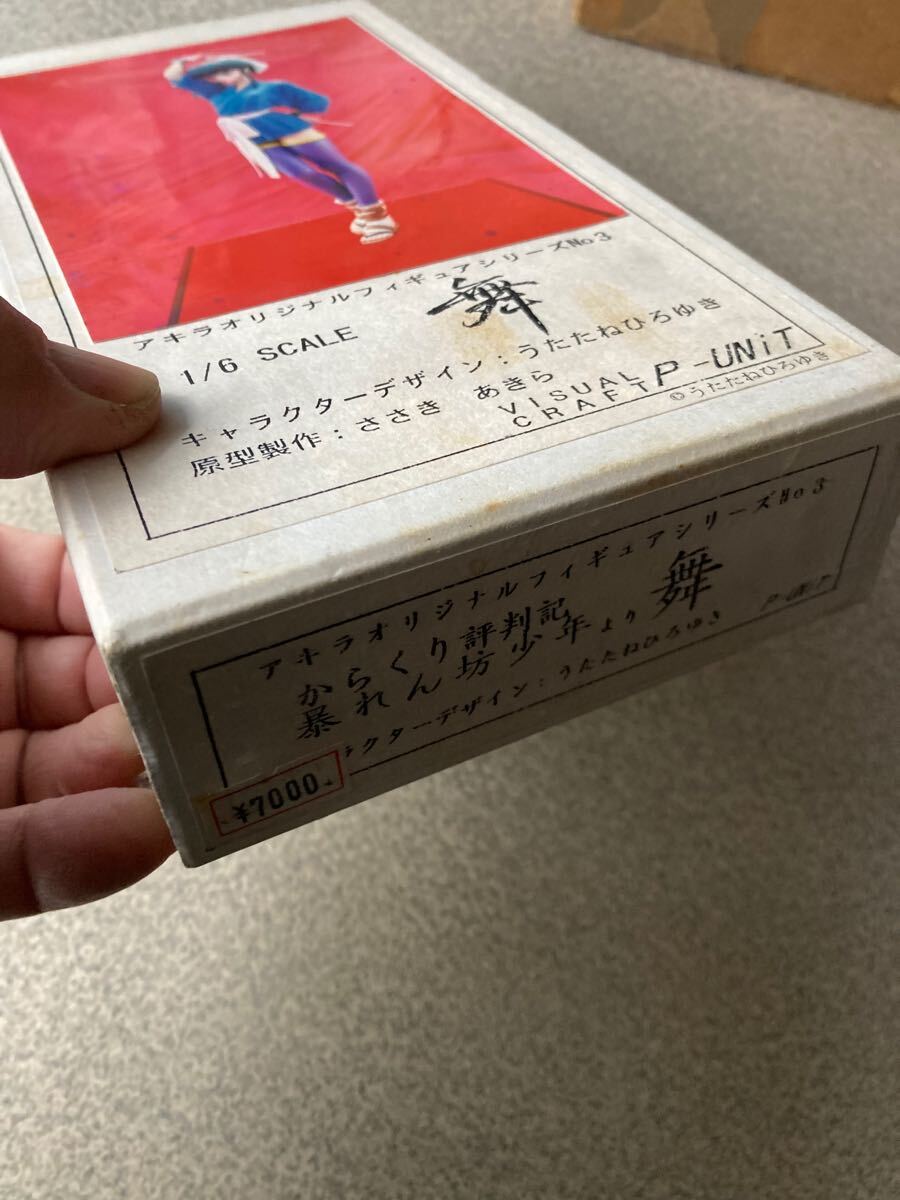 アキラオリジナルフィギュアシリーズNo3
1/6 SCALE 舞
キャラクターデザイン：うたたねひろゆき
原型製作：ささき あきら
VISUAL
CRAFT P-UNiT
©うたたねひろゆき
アキラオリジナルフィギュアシリーズNo3
からくり評判記
暴れん坊少年より 舞
ラクターデザイン：うたたねひろゆき P-UNiT
¥7000-